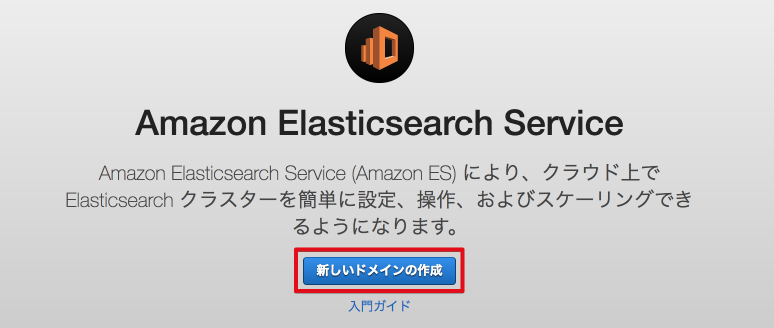 Amazon Elasticsearch Service
Amazon Elasticsearch Service (Amazon ES) により、クラウド上で
Elasticsearch クラスターを簡単に設定、操作、およびスケーリングでき
るようになります。
新しいドメインの作成
入門ガイド